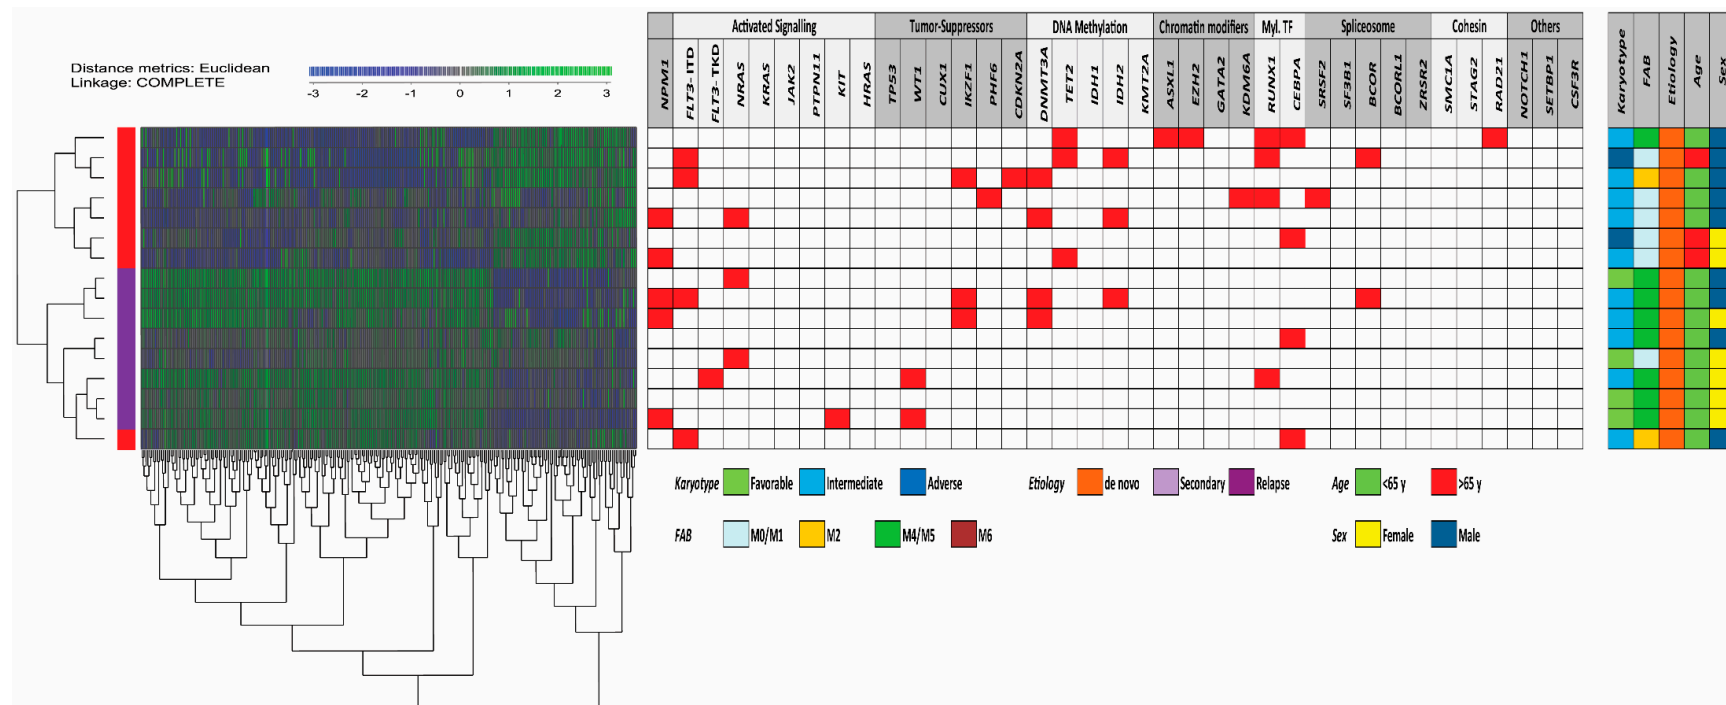 Distance metrics: Euclidean
Linkage: COMPLETE
-3 -2 -1 0 1 2 3
Activated Signalling Tumor-Suppressors DNA Methylation Chromatin modifiers Myl. TF Spliceosome Cohesin Others
NPM1 FLT3-ITD FLT3-TKD NRAS KRAS JAK2 PTPN11 KIT HRAS TP53 WT1 CUX1 IKZF1 PHF6 CDKN2A DNMT3A TET2 IDH1 IDH2 KMT2A ASXL1 EZH2 GATA2 KDM6A RUNX1 CEBPA SRSF2 SF3B1 BCOR BCORL1 ZRSR2 SMC1A STAG2 RAD21 NOTCH1 SETBP1 CSF3R Karyotype FAB Etiology Age Sex
Karyotype Favorable Intermediate Adverse Etiology de novo Secondary Relapse Age <65 y >65 y
FAB M0/M1 M2 M4/M5 M6 Sex Female Male